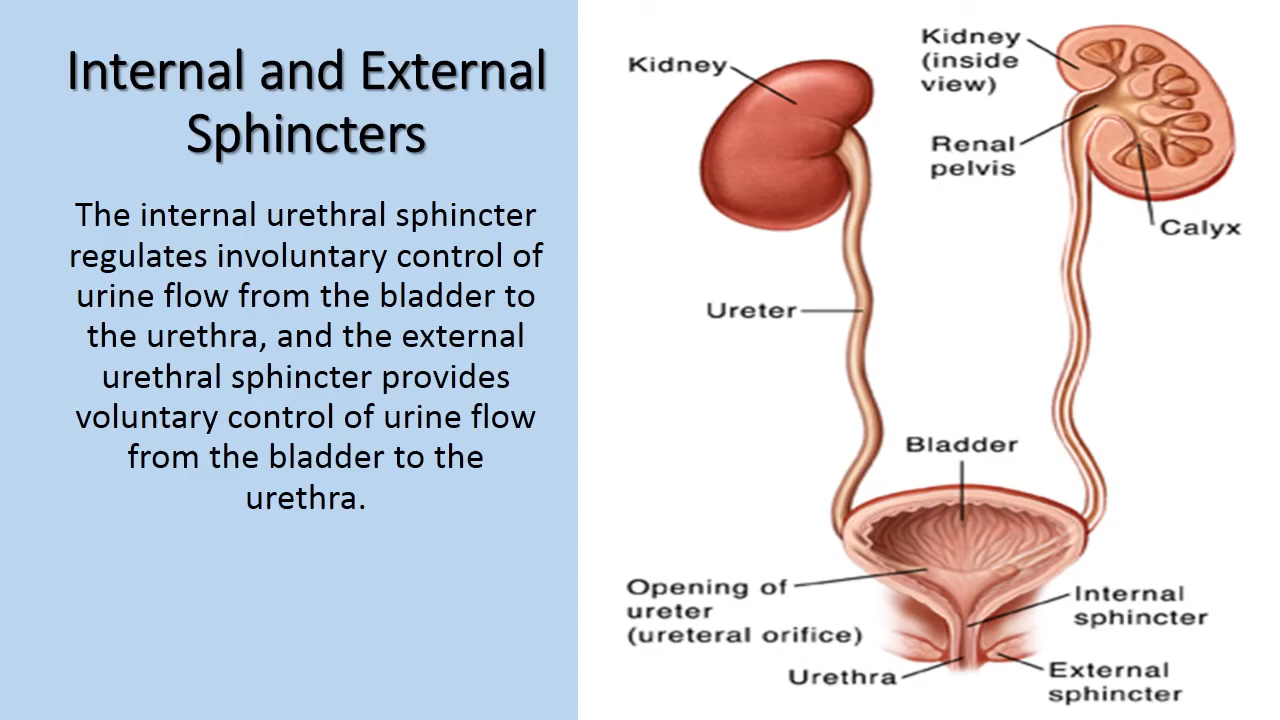 Internal and External
Sphincters
The internal urethral sphincter
regulates involuntary control of
urine flow from the bladder to
the urethra, and the external
urethral sphincter provides
voluntary control of urine flow
from the bladder to the
urethra.
Kidney
Kidney
(inside
view)
Renal
pelvis
Calyx
Ureter
Bladder
Opening of
ureter
(ureteral orifice)
Internal
sphincter
Urethra
External
sphincter